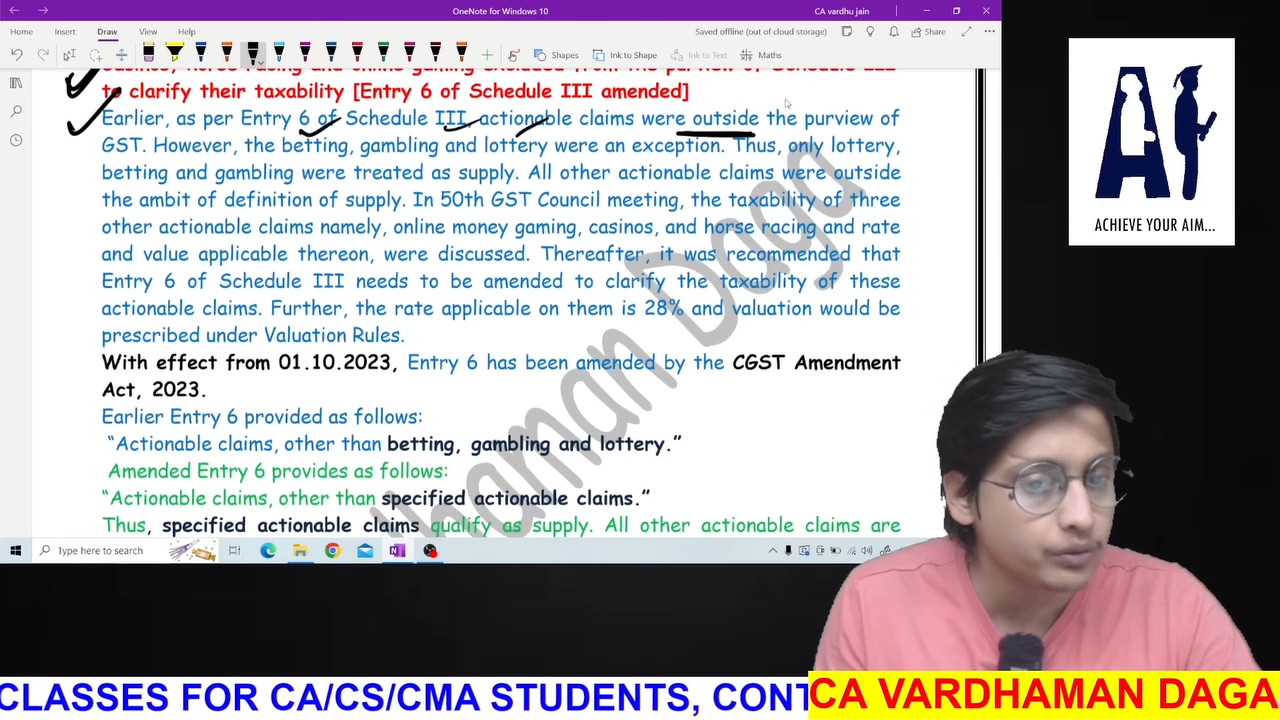 OneNote for Windows 10
CA vardhu jain
Home Insert Draw View Help
Saved offline (out of cloud storage)
Share
Shapes
Ink to Shape
Ink to Text
Maths
to clarify their taxability [Entry 6 of Schedule III amended]
Earlier, as per Entry 6 of Schedule III, actionable claims were outside the purview of
GST. However, the betting, gambling and lottery were an exception. Thus, only lottery,
betting and gambling were treated as supply. All other actionable claims were outside
the ambit of definition of supply. In 50th GST Council meeting, the taxability of three
other actionable claims namely, online money gaming, casinos, and horse racing and rate
and value applicable thereon, were discussed. Thereafter, it was recommended that
Entry 6 of Schedule III needs to be amended to clarify the taxability of these
actionable claims. Further, the rate applicable on them is 28% and valuation would be
prescribed under Valuation Rules.
With effect from 01.10.2023, Entry 6 has been amended by the CGST Amendment
Act, 2023.
Earlier Entry 6 provided as follows:
“Actionable claims, other than betting, gambling and lottery.”
Amended Entry 6 provides as follows:
“Actionable claims, other than specified actionable claims.”
Thus, specified actionable claims qualify as supply. All other actionable claims are
Type here to search
ACHIEVE YOUR AIM...
CLASSES FOR CA/CS/CMA STUDENTS, CONT
CA VARDHAMAN DAGA